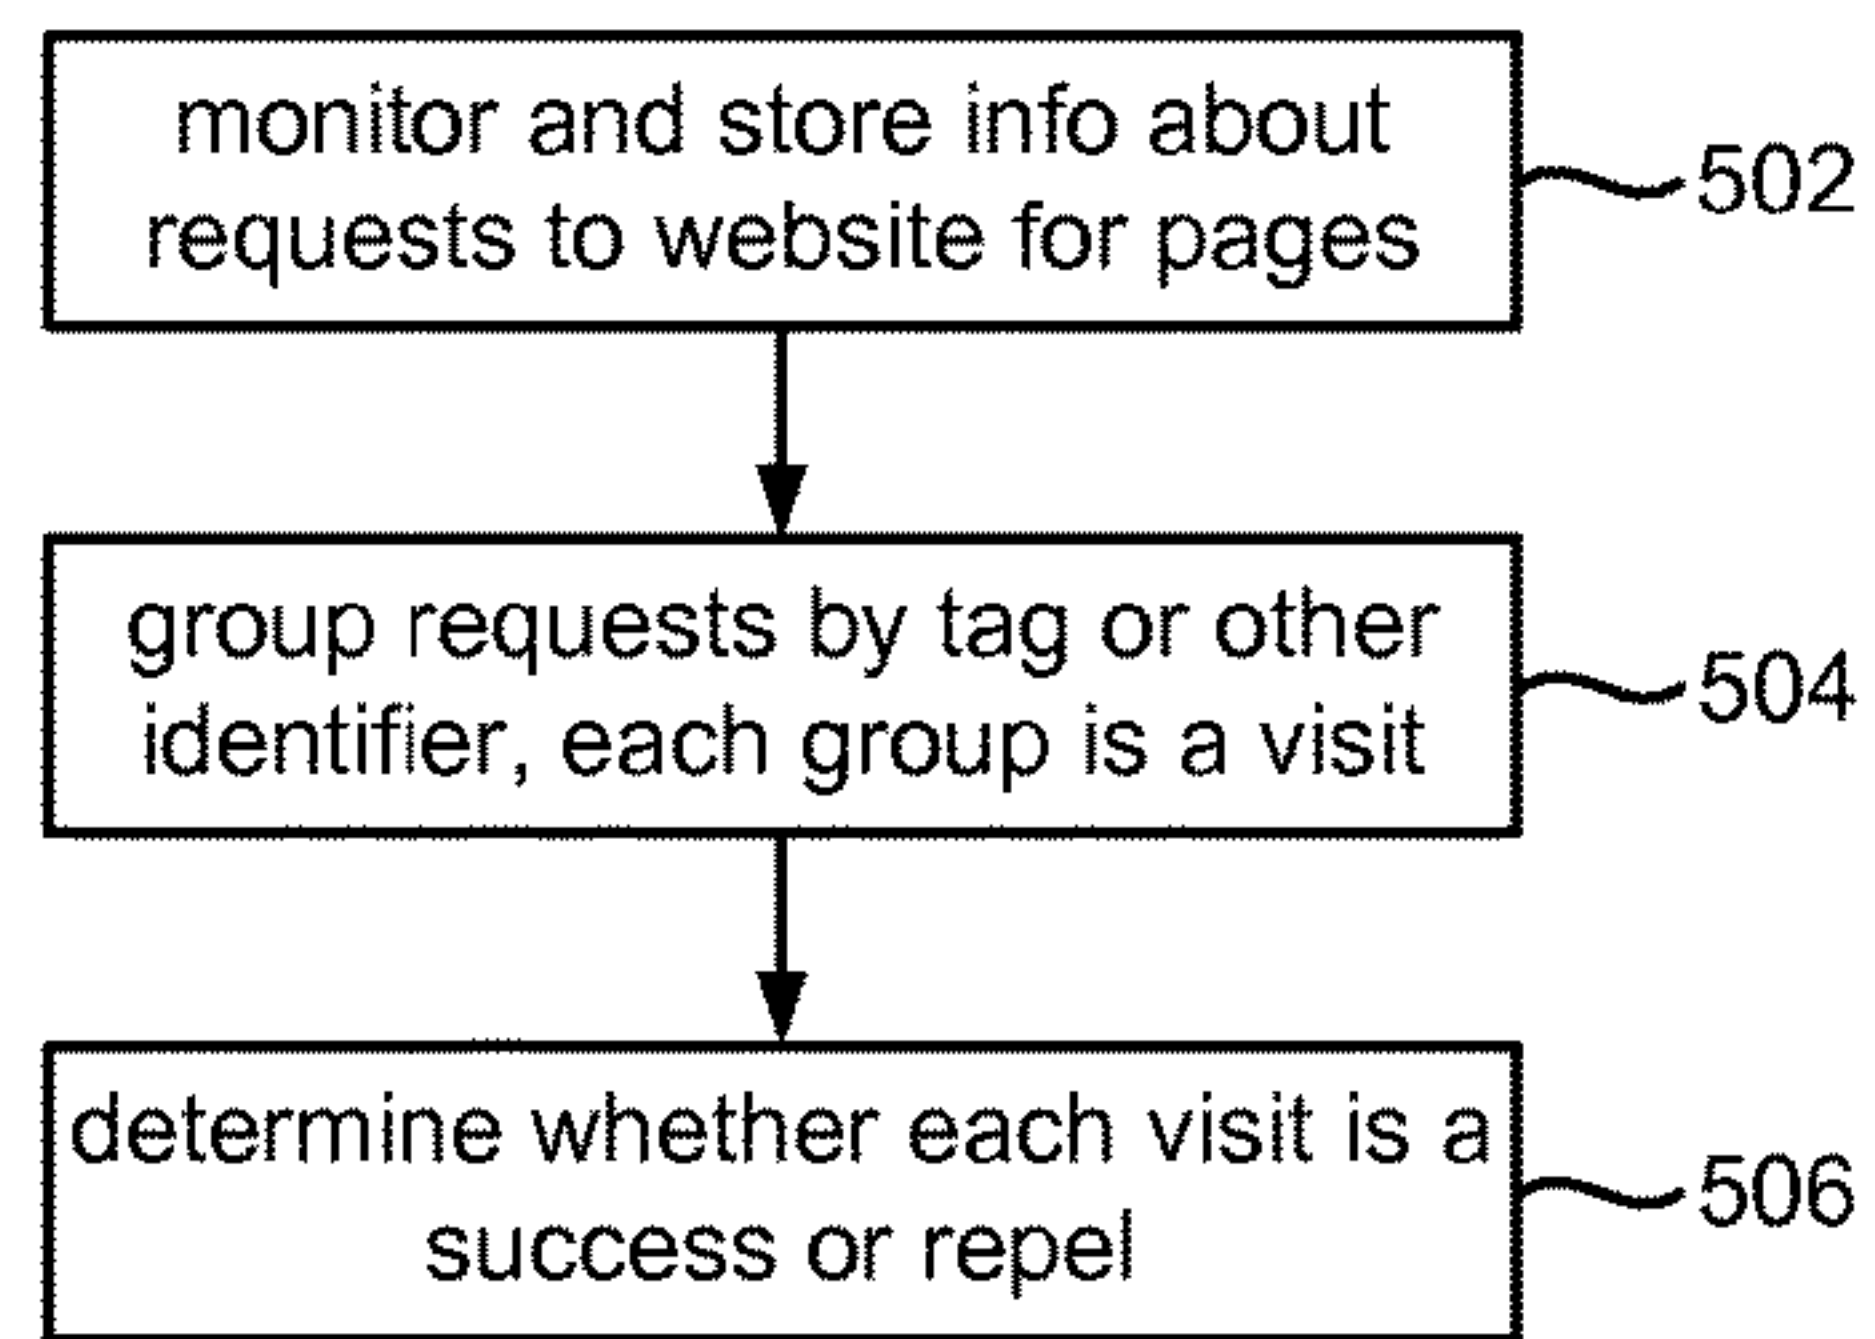 monitor and store info about
requests to website for pages
502
group requests by tag or other
identifier, each group is a visit
504
determine whether each visit is a
success or repel
506